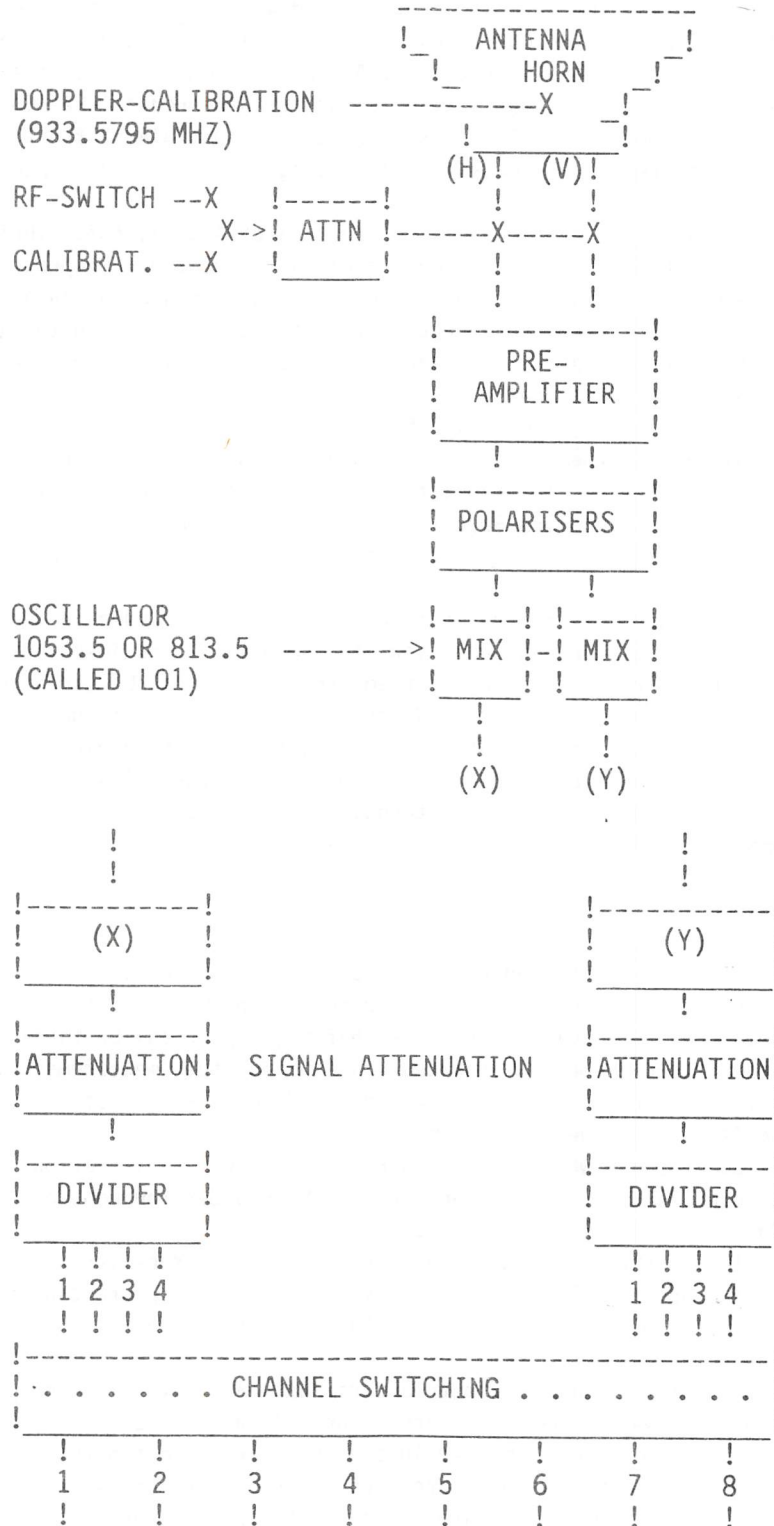 ANTENNA
HORN
DOPPLER-CALIBRATION
(933.5795 MHZ)
(H) (V)
RF-SWITCH --X
X-> ATTN
CALIBRAT. --X
PRE-
AMPLIFIER
POLARISERS
OSCILLATOR
1053.5 OR 813.5 MIX MIX
(CALLED LO1)
(X) (Y)
(X) (Y)
ATTENUATION SIGNAL ATTENUATION ATTENUATION
DIVIDER DIVIDER
1 2 3 4 1 2 3 4
. . . . . . CHANNEL SWITCHING . . . . . . . .
1 2 3 4 5 6 7 8